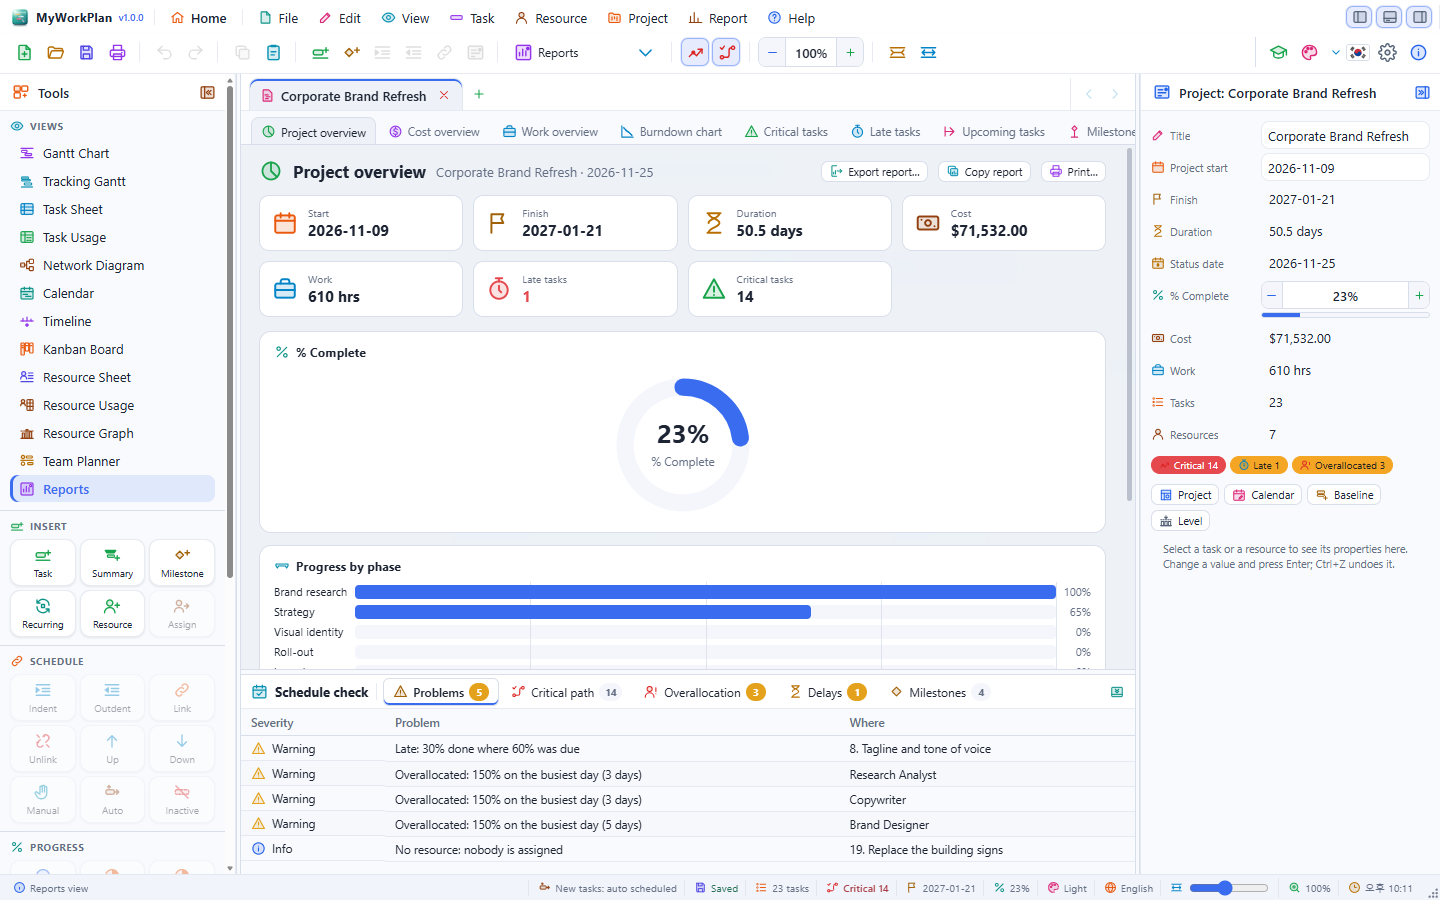 MyWorkPlan v1.0.0
Home
File
Edit
View
Task
Resource
Project
Report
Help
Reports
100%
Tools
VIEWS
Gantt Chart
Tracking Gantt
Task Sheet
Task Usage
Network Diagram
Calendar
Timeline
Kanban Board
Resource Sheet
Resource Usage
Resource Graph
Team Planner
Reports
INSERT
Task
Summary
Milestone
Recurring
Resource
Assign
SCHEDULE
Indent
Outdent
Link
Unlink
Up
Down
Manual
Auto
Inactive
PROGRESS
Corporate Brand Refresh
Project overview
Cost overview
Work overview
Burndown chart
Critical tasks
Late tasks
Upcoming tasks
Milestone
Project overview Corporate Brand Refresh · 2026-11-25
Export report...
Copy report
Print...
Start
2026-11-09
Finish
2027-01-21
Duration
50.5 days
Cost
$71,532.00
Work
610 hrs
Late tasks
1
Critical tasks
14
% Complete
23%
% Complete
Progress by phase
Brand research 100%
Strategy 65%
Visual identity 0%
Roll-out 0%
Schedule check
Problems 5
Critical path 14
Overallocation 3
Delays 1
Milestones 4
Severity Problem Where
Warning Late: 30% done where 60% was due 8. Tagline and tone of voice
Warning Overallocated: 150% on the busiest day (3 days) Research Analyst
Warning Overallocated: 150% on the busiest day (3 days) Copywriter
Warning Overallocated: 150% on the busiest day (5 days) Brand Designer
Info No resource: nobody is assigned 19. Replace the building signs
Project: Corporate Brand Refresh
Title Corporate Brand Refresh
Project start 2026-11-09
Finish 2027-01-21
Duration 50.5 days
Status date 2026-11-25
% Complete 23%
Cost $71,532.00
Work 610 hrs
Tasks 23
Resources 7
Critical 14
Late 1
Overallocated 3
Project
Calendar
Baseline
Level
Select a task or a resource to see its properties here.
Change a value and press Enter; Ctrl+Z undoes it.
Reports view
New tasks: auto scheduled
Saved
23 tasks
Critical 14
2027-01-21
23%
Light
English
100%
오후 10:11